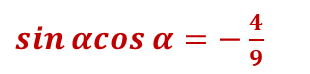 sin αcos α = − 4/9